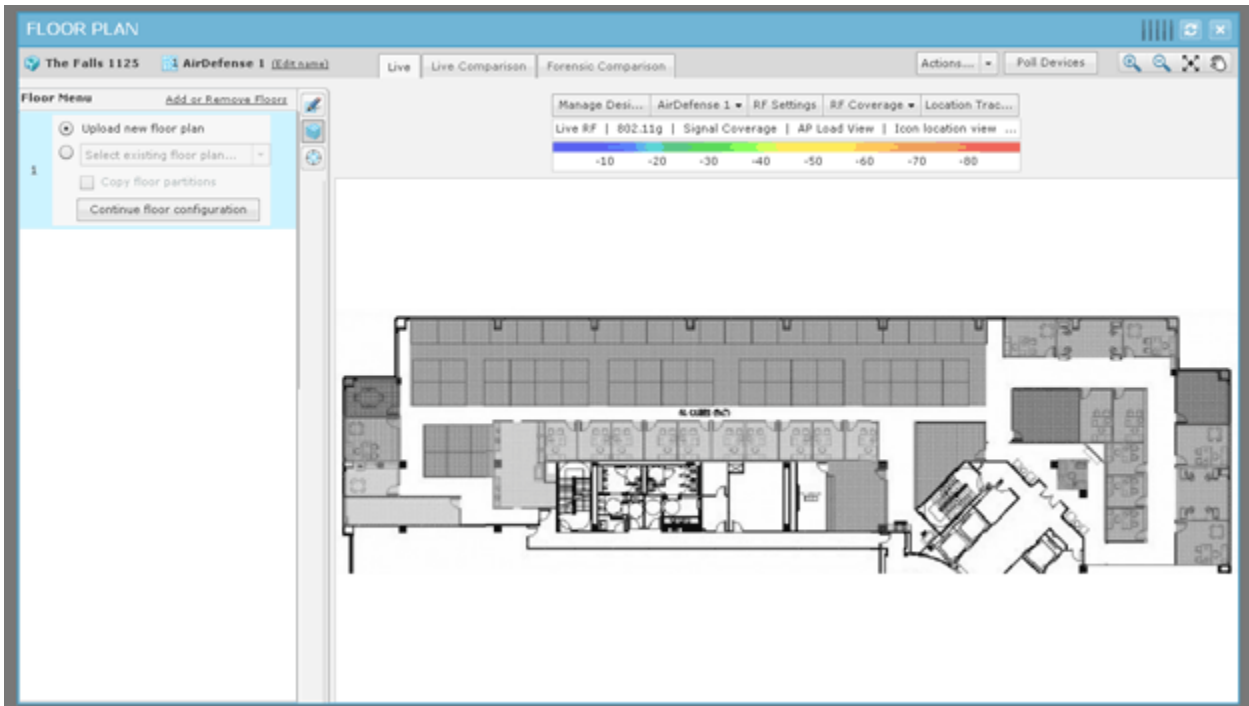 FLOOR PLAN
The Falls 1125 1 AirDefense 1 (Edit name)
Live Live Comparison Forensic Comparison
Actions... Poll Devices
Floor Menu Add or Remove Floors
Upload new floor plan
Select existing floor plan...
1
Copy floor partitions
Continue floor configuration
Manage Desi... AirDefense 1 RF Settings RF Coverage Location Trac...
Live RF | 802.11g | Signal Coverage | AP Load View | Icon location view ...
-10 -20 -30 -40 -50 -60 -70 -80